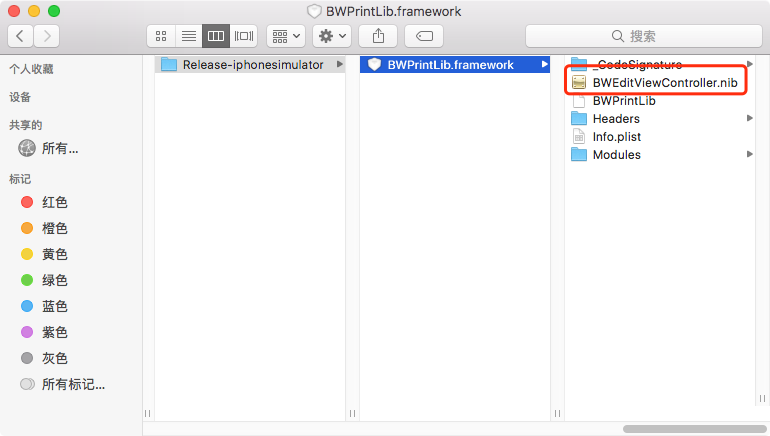 BWPrintLib.framework
搜索
个人收藏
设备
共享的
所有...
标记
红色
橙色
黄色
绿色
蓝色
紫色
灰色
所有标记...
Release-iphonesimulator
BWPrintLib.framework
_CodeSignature
BWEditViewController.nib
BWPrintLib
Headers
Info.plist
Modules